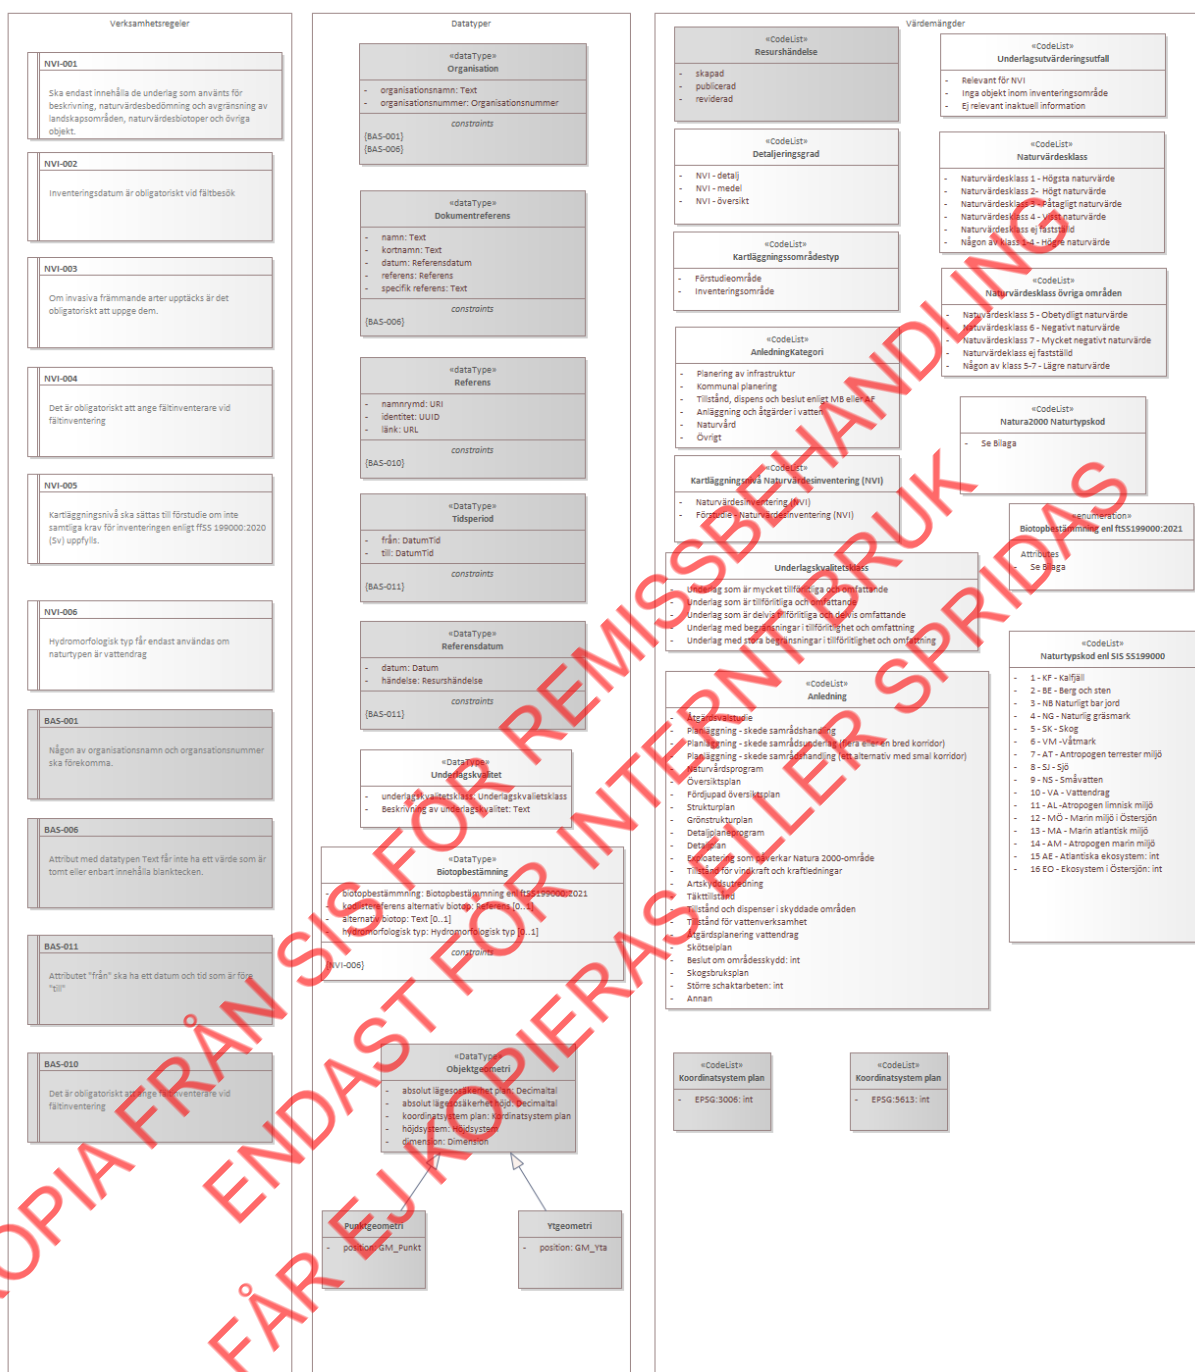 Verksamhetsregeler
NVI-001
Ska endast innehålla de underlag som använts för
beskrivning, naturvärdesbedömning och avgränsning av
landskapsområden, naturvärdesbiotoper och övriga
objekt.
NVI-002
Inventeringsdatum är obligatoriskt vid fältbesök
NVI-003
Om invasiva främmande arter upptäcks är det
obligatoriskt att uppge dem.
NVI-004
Det är obligatoriskt att ange fältinventerare vid
fältinventering
NVI-005
Kartläggningsnivå ska sättas till förstudie om inte
samtliga krav för inventeringen enligt ffSS 199000:2020
(Sv) uppfylls.
NVI-006
Hydromorfologisk typ får endast användas om
naturtypen är vattendrag
BAS-001
Någon av organisationsnamn och organsationsnummer
ska förekomma.
BAS-006
Attribut med datatypen Text får inte ha ett värde som är
tomt eller enbart innehålla blanktecken.
BAS-011
Attributet "från" ska ha ett datum och tid som är före
"till"
BAS-010
Det är obligatoriskt att ange fältinventerare vid
fältinventering
Datatyper
«dataType»
Organisation
- organisationsnamn: Text
- organisationsnummer: Organisationsnummer
constraints
{BAS-001}
{BAS-006}
«dataType»
Dokumentreferens
- namn: Text
- kortnamn: Text
- datum: Referensdatum
- referens: Referens
- specifik referens: Text
constraints
{BAS-006}
«dataType»
Referens
- namnrymd: URI
- identitet: UUID
- länk: URL
constraints
{BAS-010}
«dataType»
Tidsperiod
- från: DatumTid
- till: DatumTid
constraints
{BAS-011}
«DataType»
Referensdatum
- datum: Datum
- händelse: Resurshändelse
constraints
{BAS-011}
«DataType»
Underlagskvalitet
- underlagskvalitetsklass: Underlagskvalietsklass
- Beskrivning av underlagskvalitet: Text
«DataType»
Biotopbestämning
- biotopbestämmning: Biotopbestämmning enl ftSS199000:2021
- kodlistereferens alternativ biotop: Referens [0..1]
- alternativ biotop: Text [0..1]
- hydromorfologisk typ: Hydromorfologisk typ [0..1]
constraints
{NVI-006}
«DataType»
Objektgeometri
- absolut lägesosäkerhet plan: Decimaltal
- absolut lägesosäkerhet höjd: Decimaltal
- koordinatsystem plan: Kordinatsystem plan
- höjdsystem: Höjdsystem
- dimension: Dimension
Punktgeometri
- position: GM_Punkt
Ytgeometri
- position: GM_Yta
Värdemängder
«CodeList»
Resurshändelse
- skapad
- publicerad
- reviderad
«CodeList»
Detaljeringsgrad
- NVI - detalj
- NVI - medel
- NVI - översikt
«CodeList»
Kartläggningssområdestyp
- Förstudieområde
- Inventeringsområde
«CodeList»
AnledningKategori
- Planering av infrastruktur
- Kommunal planering
- Tillstånd, dispens och beslut enligt MB eller AF
- Anläggning och åtgärder i vatten
- Naturvård
- Övrigt
«CodeList»
Kartläggningsnivå Naturvärdesinventering (NVI)
- Naturvärdesinventering (NVI)
- Förstudie - Naturvärdesinventering (NVI)
Underlagskvalitetsklass
- Underlag som är mycket tillförlitliga och omfattande
- Underlag som är tillförlitliga och omfattande
- Underlag som är delvis tillförlitliga och delvis omfattande
- Underlag med begränsningar i tillförlitlighet och omfattning
- Underlag med stora begränsningar i tillförlitlighet och omfattning
«CodeList»
Anledning
- Åtgärdsvalstudie
- Planläggning - skede samrådshandling
- Planläggning - skede samrådsunderlag (flera eller en bred korridor)
- Planläggning - skede samrådshandling (ett alternativ med smal korridor)
- Naturvårdsprogram
- Översiktsplan
- Fördjupad översiktsplan
- Strukturplan
- Grönstrukturplan
- Detaljplaneprogram
- Detaljplan
- Exploatering som påverkar Natura 2000-område
- Tillstånd för vindkraft och kraftledningar
- Artskyddsutredning
- Täkttillstånd
- Tillstånd och dispenser i skyddade områden
- Tillstånd för vattenverksamhet
- Åtgärdsplanering vattendrag
- Skötselplan
- Beslut om områdesskydd: int
- Skogsbruksplan
- Större schaktarbeten: int
- Annan
«CodeList»
Koordinatsystem plan
- EPSG:3006: int
«CodeList»
Koordinatsystem plan
- EPSG:5613: int
«CodeList»
Underlagsutvärderingsutfall
- Relevant för NVI
- Inga objekt inom inventeringsområde
- Ej relevant inaktuell information
«CodeList»
Naturvärdesklass
- Naturvärdesklass 1 - Högsta naturvärde
- Naturvärdesklass 2- Högt naturvärde
- Naturvärdesklass 3 - Påtagligt naturvärde
- Naturvärdesklass 4 - Visst naturvärde
- Naturvärdesklass ej fastställd
- Någon av klass 1-4 - Högre naturvärde
«CodeList»
Naturvärdesklass övriga områden
- Natuvärdesklass 5 - Obetydligt naturvärde
- Natuvärdesklass 6 - Negativt naturvärde
- Natuvärdesklass 7 - Mycket negativt naturvärde
- Naturvärdeklass ej fastställd
- Någon av klass 5-7 - Lägre naturvärde
«CodeList»
Natura2000 Naturtypskod
- Se Bilaga
«enumeration»
Biotopbestämmning enl ftSS199000:2021
Attributes
- Se Bilaga
«CodeList»
Naturtypskod enl SIS SS199000
- 1 - KF - Kalfjäll
- 2 - BE - Berg och sten
- 3 - NB Naturligt bar jord
- 4 - NG - Naturlig gräsmark
- 5 - SK - Skog
- 6 - VM -Våtmark
- 7 - AT - Antropogen terrester miljö
- 8 - SJ - Sjö
- 9 - NS - Småvatten
- 10 - VA - Vattendrag
- 11 - AL -Atropogen limnisk miljö
- 12 - MÖ - Marin miljö i Östersjön
- 13 - MA - Marin atlantisk miljö
- 14 - AM - Atropogen marin miljö
- 15 AE - Atlantiska ekosystem: int
- 16 EO - Ekosystem i Östersjön: int
KOPIA FRÅN SIS FÖR REMISSBEHANDLING
ENDAST FÖR INTERNT BRUK
FÅR EJ KOPIERAS ELLER SPRIDAS